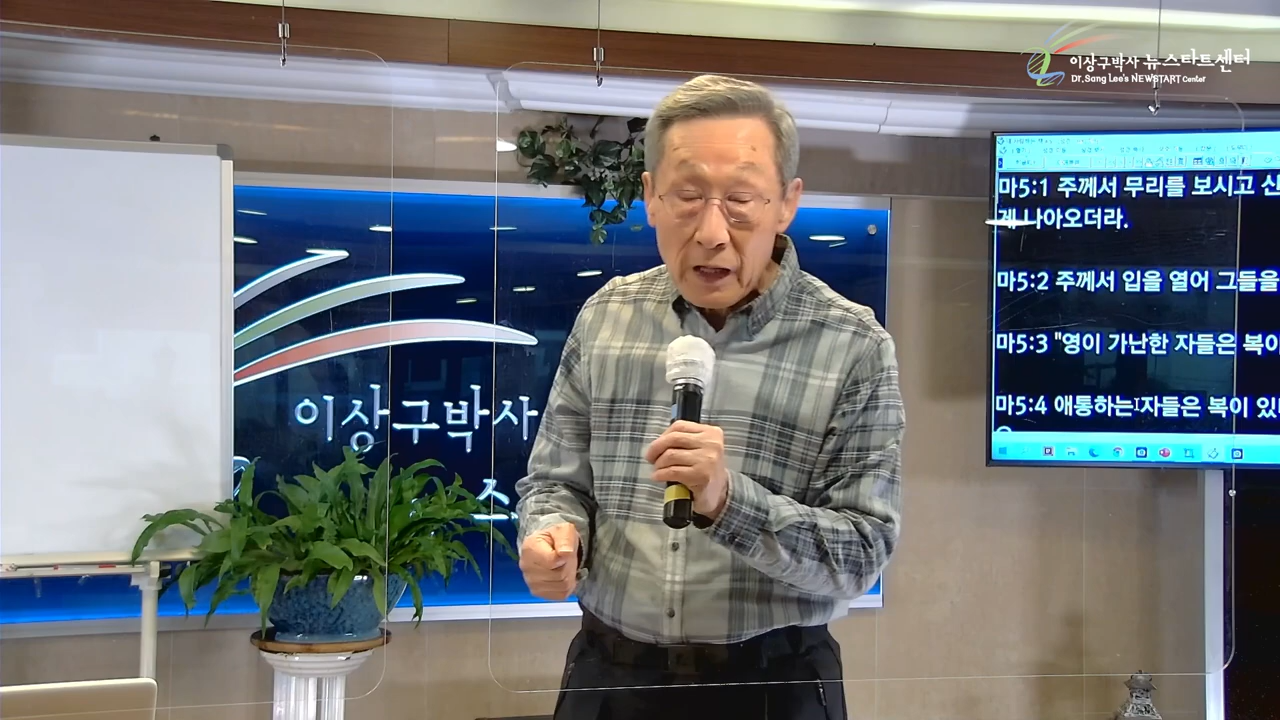 이상구박사 뉴스타트센터
Dr. Sang Lee's NEWSTART Center
마5:1 주께서 무리를 보시고 산
게 나아오더라.
마5:2 주께서 입을 열어 그들을
마5:3 "영이 가난한 자들은 복이
마5:4 애통하는 자들은 복이 있
이상구박사
스